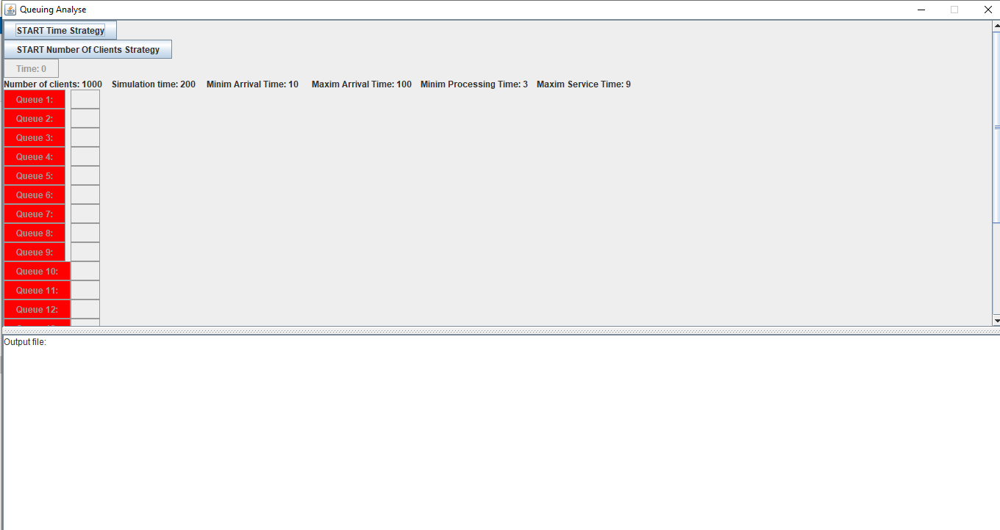 Queuing Analyse
START Time Strategy
START Number Of Clients Strategy
Time: 0
Number of clients: 1000 Simulation time: 200 Minim Arrival Time: 10 Maxim Arrival Time: 100 Minim Processing Time: 3 Maxim Service Time: 9
Queue 1:
Queue 2:
Queue 3:
Queue 4:
Queue 5:
Queue 6:
Queue 7:
Queue 8:
Queue 9:
Queue 10:
Queue 11:
Queue 12:
Output file: